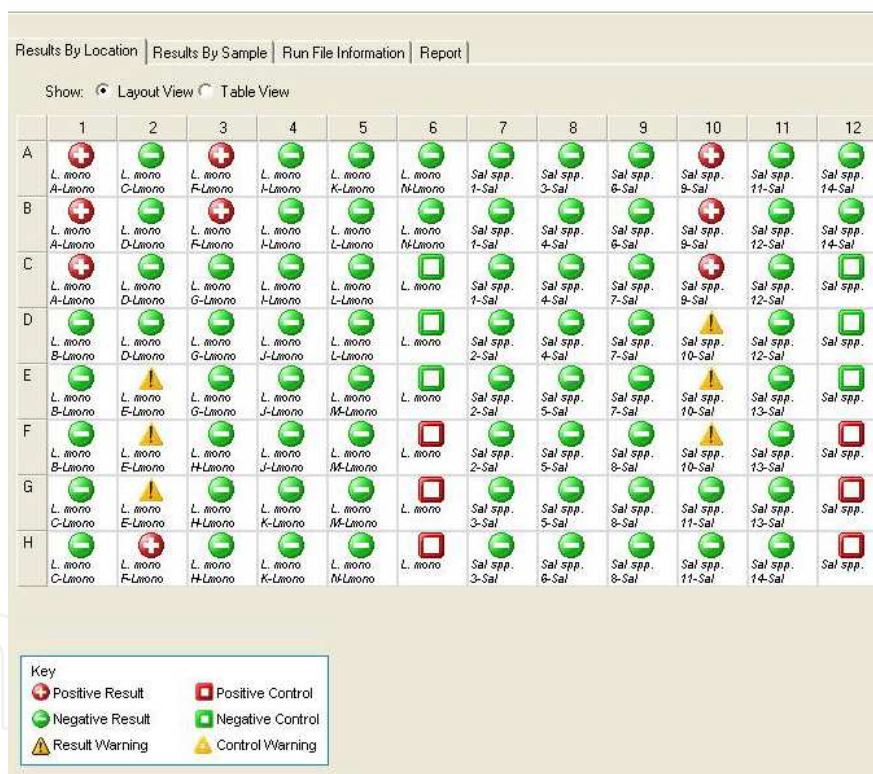 Results By Location Results By Sample Run File Information Report
Show: Layout View Table View
1 2 3 4 5 6 7 8 9 10 11 12
A
L. mono L. mono L. mono L. mono L. mono L. mono Sal spp. Sal spp. Sal spp. Sal spp. Sal spp. Sal spp.
A-Lmono C-Lmono F-Lmono I-Lmono K-Lmono N-Lmono 1-Sal 3-Sal 6-Sal 9-Sal 11-Sal 14-Sal
B
L. mono L. mono L. mono L. mono L. mono L. mono Sal spp. Sal spp. Sal spp. Sal spp. Sal spp. Sal spp.
A-Lmono D-Lmono F-Lmono I-Lmono L-Lmono N-Lmono 1-Sal 4-Sal 6-Sal 9-Sal 12-Sal 14-Sal
C
L. mono L. mono L. mono L. mono L. mono L. mono Sal spp. Sal spp. Sal spp. Sal spp. Sal spp. Sal spp.
A-Lmono D-Lmono G-Lmono I-Lmono L-Lmono 1-Sal 4-Sal 7-Sal 9-Sal 12-Sal
D
L. mono L. mono L. mono L. mono L. mono L. mono Sal spp. Sal spp. Sal spp. Sal spp. Sal spp. Sal spp.
B-Lmono D-Lmono G-Lmono J-Lmono L-Lmono 2-Sal 4-Sal 7-Sal 10-Sal 12-Sal
E
L. mono L. mono L. mono L. mono L. mono L. mono Sal spp. Sal spp. Sal spp. Sal spp. Sal spp. Sal spp.
B-Lmono E-Lmono G-Lmono J-Lmono M-Lmono 2-Sal 5-Sal 7-Sal 10-Sal 13-Sal
F
L. mono L. mono L. mono L. mono L. mono L. mono Sal spp. Sal spp. Sal spp. Sal spp. Sal spp. Sal spp.
B-Lmono E-Lmono H-Lmono J-Lmono M-Lmono 2-Sal 5-Sal 8-Sal 10-Sal 13-Sal
G
L. mono L. mono L. mono L. mono L. mono L. mono Sal spp. Sal spp. Sal spp. Sal spp. Sal spp. Sal spp.
C-Lmono E-Lmono H-Lmono K-Lmono M-Lmono 3-Sal 5-Sal 8-Sal 11-Sal 13-Sal
H
L. mono L. mono L. mono L. mono L. mono L. mono Sal spp. Sal spp. Sal spp. Sal spp. Sal spp. Sal spp.
C-Lmono F-Lmono H-Lmono K-Lmono N-Lmono 3-Sal 6-Sal 8-Sal 11-Sal 14-Sal
Key
Positive Result Positive Control
Negative Result Negative Control
Result Warning Control Warning